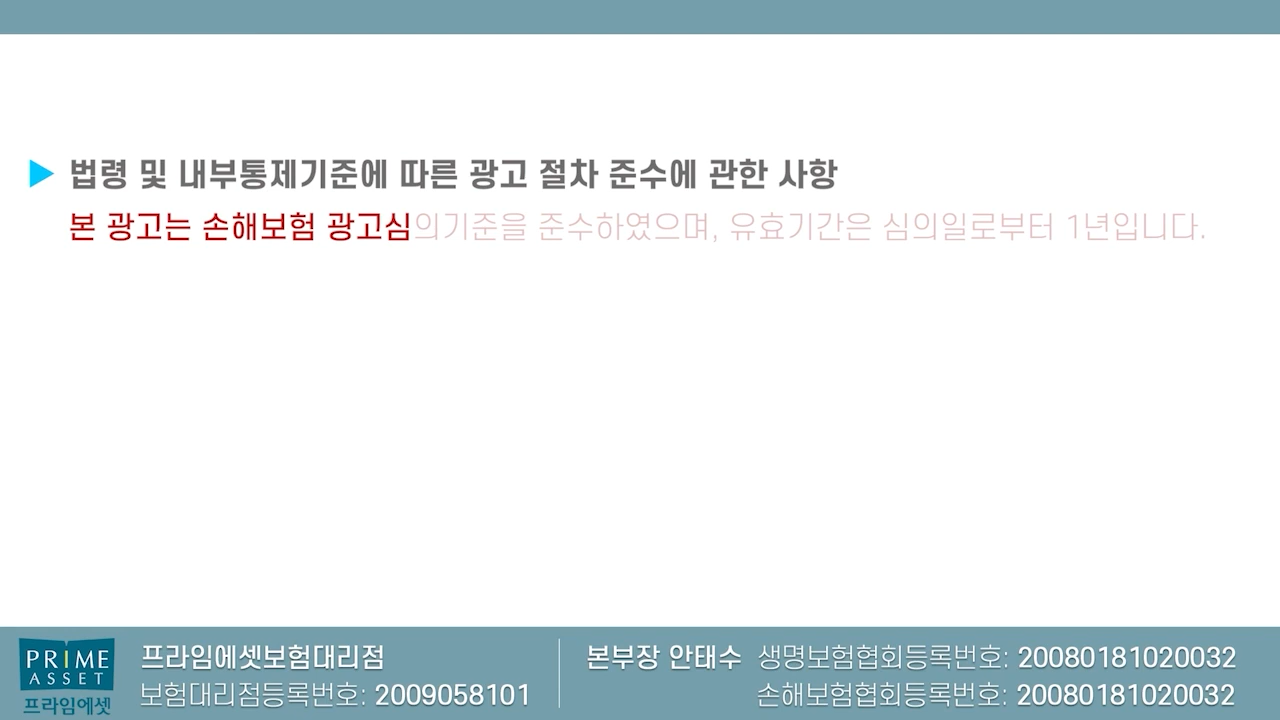 ▶ 법령 및 내부통제기준에 따른 광고 절차 준수에 관한 사항
본 광고는 손해보험 광고심의기준을 준수하였으며, 유효기간은 심의일로부터 1년입니다.
PRIME
ASSET
프라임에셋
프라임에셋보험대리점
보험대리점등록번호: 2009058101
본부장 안태수 생명보험협회등록번호: 20080181020032
손해보험협회등록번호: 20080181020032